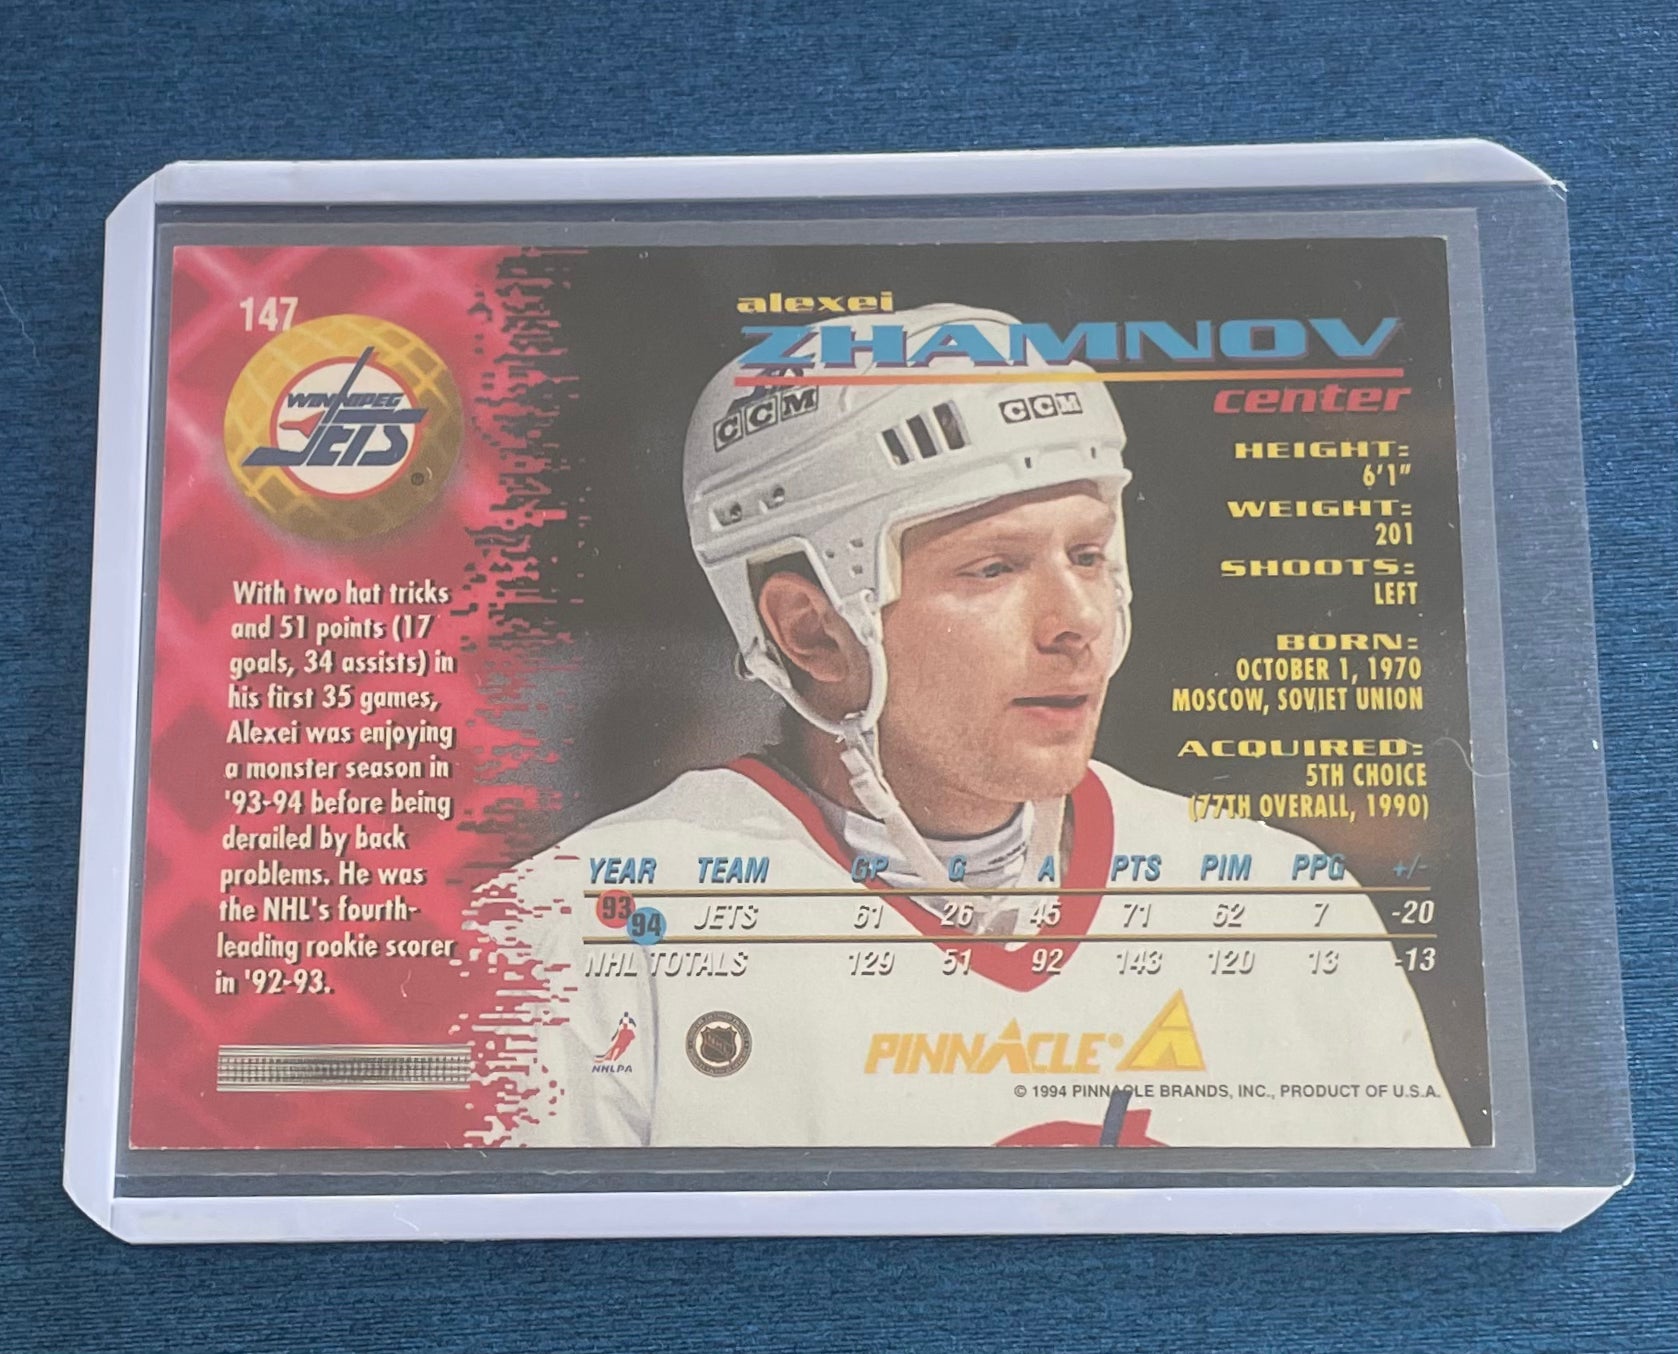 147
WINNIPEG
JETS
®
With two hat tricks
and 51 points (17
goals, 34 assists) in
his first 35 games,
Alexei was enjoying
a monster season in
'93-94 before being
derailed by back
problems. He was
the NHL's fourth-
leading rookie scorer
in '92-93.
alexei
ZHAMNOV
center
CCM
CCM
HEIGHT:
6'1"
WEIGHT:
201
SHOOTS:
LEFT
BORN:
OCTOBER 1, 1970
MOSCOW, SOVIET UNION
ACQUIRED:
5TH CHOICE
(77TH OVERALL, 1990)
YEAR TEAM GP G A PTS PIM PPG +/-
93 94 JETS 61 26 45 71 62 7 -20
NHL TOTALS 129 51 92 143 120 13 -13
NHLPA
NHL
PINNACLE®
© 1994 PINNACLE BRANDS, INC., PRODUCT OF U.S.A.